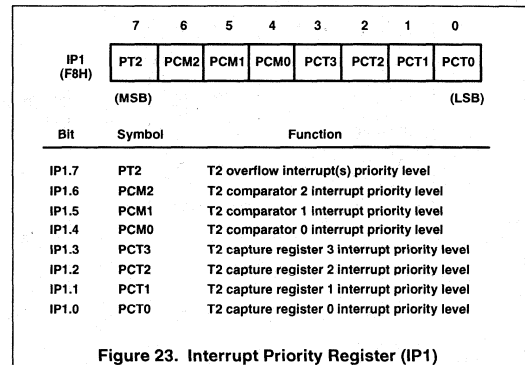 7 6 5 4 3 2 1 0
IP1 (F8H) PT2 PCM2 PCM1 PCM0 PCT3 PCT2 PCT1 PCT0
(MSB) (LSB)
Bit Symbol Function
IP1.7 PT2 T2 overflow interrupt(s) priority level
IP1.6 PCM2 T2 comparator 2 interrupt priority level
IP1.5 PCM1 T2 comparator 1 interrupt priority level
IP1.4 PCM0 T2 comparator 0 interrupt priority level
IP1.3 PCT3 T2 capture register 3 interrupt priority level
IP1.2 PCT2 T2 capture register 2 interrupt priority level
IP1.1 PCT1 T2 capture register 1 interrupt priority level
IP1.0 PCT0 T2 capture register 0 interrupt priority level
Figure 23. Interrupt Priority Register (IP1)